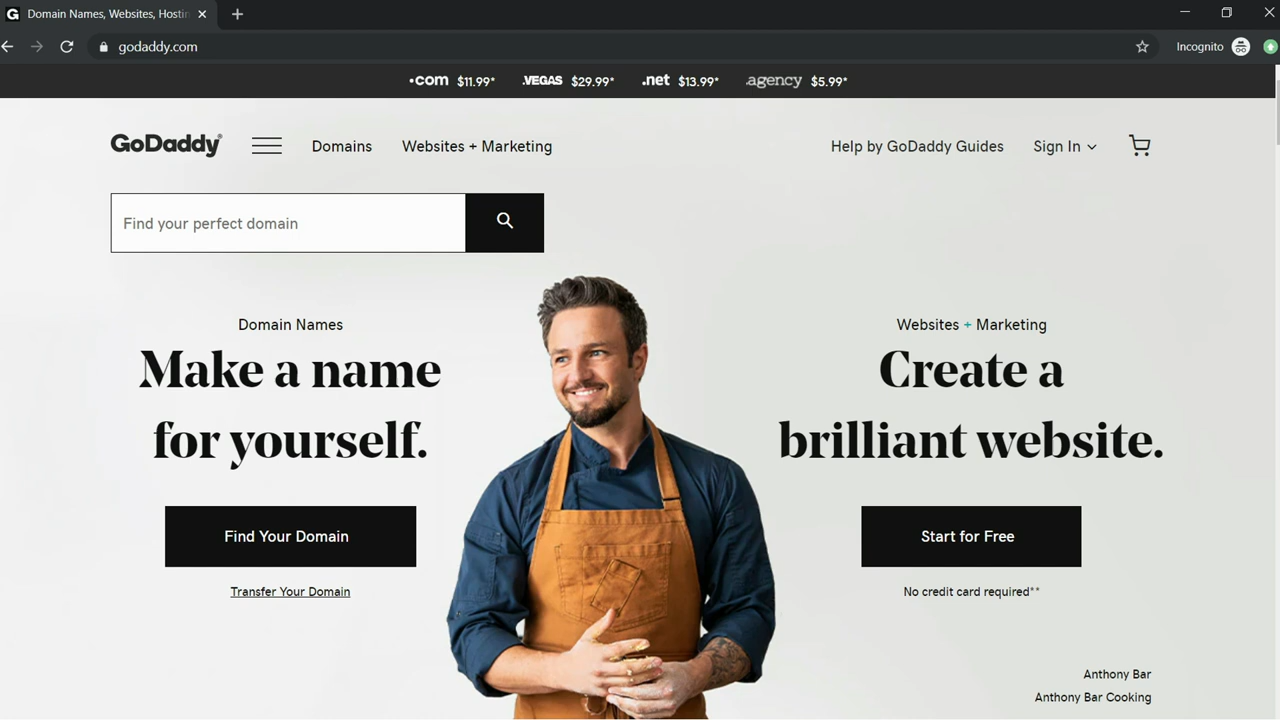 Domain Names, Websites, Hostin
godaddy.com
Incognito
.com $11.99* .VEGAS $29.99* .net $13.99* .agency $5.99*
GoDaddy® Domains Websites + Marketing Help by GoDaddy Guides Sign In
Find your perfect domain
Domain Names
Make a name
for yourself.
Find Your Domain
Transfer Your Domain
Websites + Marketing
Create a
brilliant website.
Start for Free
No credit card required**
Anthony Bar
Anthony Bar Cooking